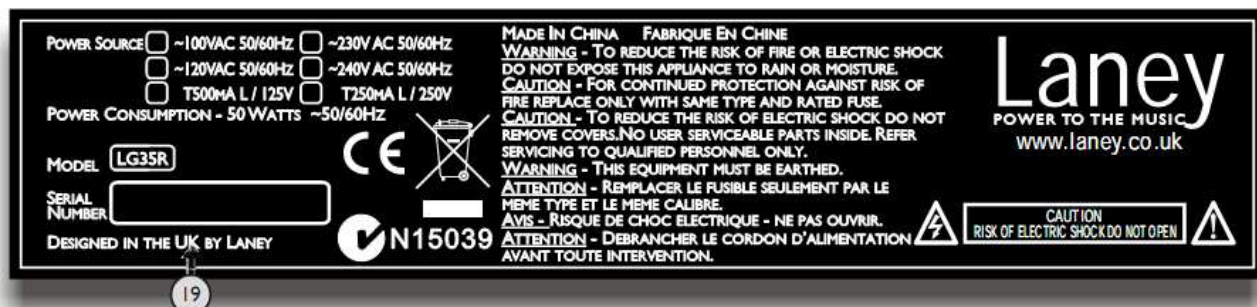 POWER SOURCE ~100VAC 50/60HZ ~230V AC 50/60HZ
~120VAC 50/60HZ ~240V AC 50/60HZ
T500MA L / 125V T250MA L / 250V
POWER CONSUMPTION - 50 WATTS ~50/60HZ
MODEL LG35R
SERIAL
NUMBER
DESIGNED IN THE UK BY LANEY
19
CE
N15039
MADE IN CHINA FABRIQUE EN CHINE
WARNING - TO REDUCE THE RISK OF FIRE OR ELECTRIC SHOCK
DO NOT EXPOSE THIS APPLIANCE TO RAIN OR MOISTURE.
CAUTION - FOR CONTINUED PROTECTION AGAINST RISK OF
FIRE REPLACE ONLY WITH SAME TYPE AND RATED FUSE.
CAUTION - TO REDUCE THE RISK OF ELECTRIC SHOCK DO NOT
REMOVE COVERS.NO USER SERVICEABLE PARTS INSIDE. REFER
SERVICING TO QUALIFIED PERSONNEL ONLY.
WARNING - THIS EQUIPMENT MUST BE EARTHED.
ATTENTION - REMPLACER LE FUSIBLE SEULEMENT PAR LE
MEME TYPE ET LE MEME CALIBRE.
AVIS - RISQUE DE CHOC ELECTRIQUE - NE PAS OUVRIR.
ATTENTION - DEBRANCHER LE CORDON D'ALIMENTATION
AVANT TOUTE INTERVENTION.
Laney
POWER TO THE MUSIC
www.laney.co.uk
CAUTION
RISK OF ELECTRIC SHOCK DO NOT OPEN